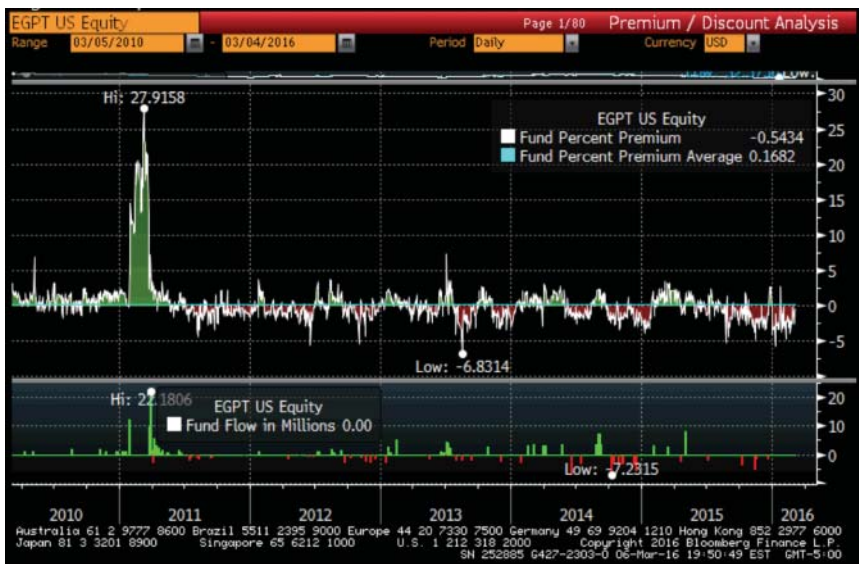 EGPT US Equity Page 1/80 Premium / Discount Analysis
Range 03/05/2010 - 03/04/2016 Period Daily Currency USD
Hi: 27.9158
EGPT US Equity
Fund Percent Premium -0.5434
Fund Percent Premium Average 0.1682
30
25
20
15
10
5
0
-5
Low: -6.8314
Hi: 22.1806
EGPT US Equity
Fund Flow in Millions 0.00
20
10
0
Low: -7.2315
2010 2011 2012 2013 2014 2015 2016
Australia 61 2 9777 8600 Brazil 5511 2395 9000 Europe 44 20 7330 7500 Germany 49 69 9204 1210 Hong Kong 852 2977 6000
Japan 81 3 3201 8900 Singapore 65 6212 1000 U.S. 1 212 318 2000 Copyright 2016 Bloomberg Finance L.P.
SN 252885 G427-2303-0 06-Mar-16 19:50:49 EST GMT-5:00